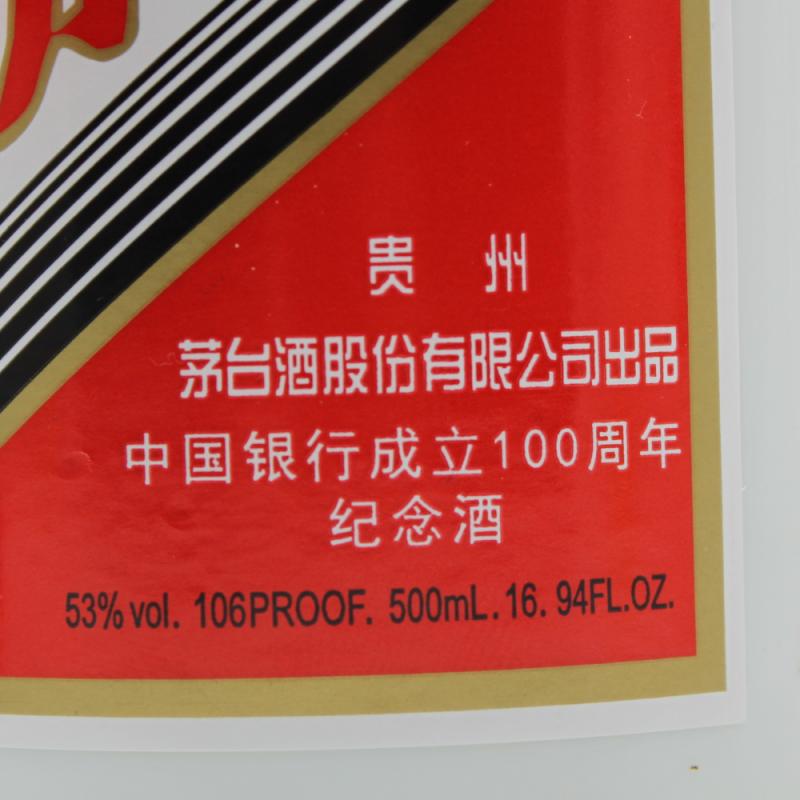 贵 州
茅台酒股份有限公司出品
中国银行成立100周年
纪念酒
53% vol. 106PROOF. 500mL. 16. 94FL.OZ.